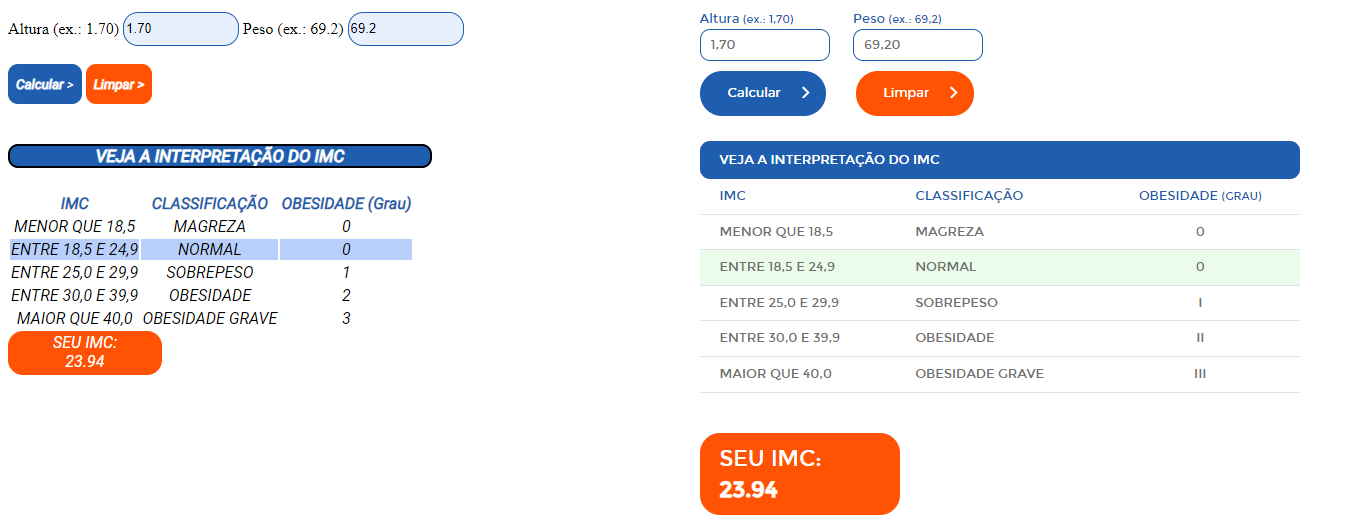 Altura (ex.: 1.70) 1.70 Peso (ex.: 69.2) 69.2
Calcular > Limpar >
VEJA A INTERPRETAÇÃO DO IMC
IMC CLASSIFICAÇÃO OBESIDADE (Grau)
MENOR QUE 18,5 MAGREZA 0
ENTRE 18,5 E 24,9 NORMAL 0
ENTRE 25,0 E 29,9 SOBREPESO 1
ENTRE 30,0 E 39,9 OBESIDADE 2
MAIOR QUE 40,0 OBESIDADE GRAVE 3
SEU IMC:
23.94
Altura (ex.: 1,70) Peso (ex.: 69,2)
1,70 69,20
Calcular Limpar
VEJA A INTERPRETAÇÃO DO IMC
IMC CLASSIFICAÇÃO OBESIDADE (GRAU)
MENOR QUE 18,5 MAGREZA 0
ENTRE 18,5 E 24,9 NORMAL 0
ENTRE 25,0 E 29,9 SOBREPESO I
ENTRE 30,0 E 39,9 OBESIDADE II
MAIOR QUE 40,0 OBESIDADE GRAVE III
SEU IMC:
23.94